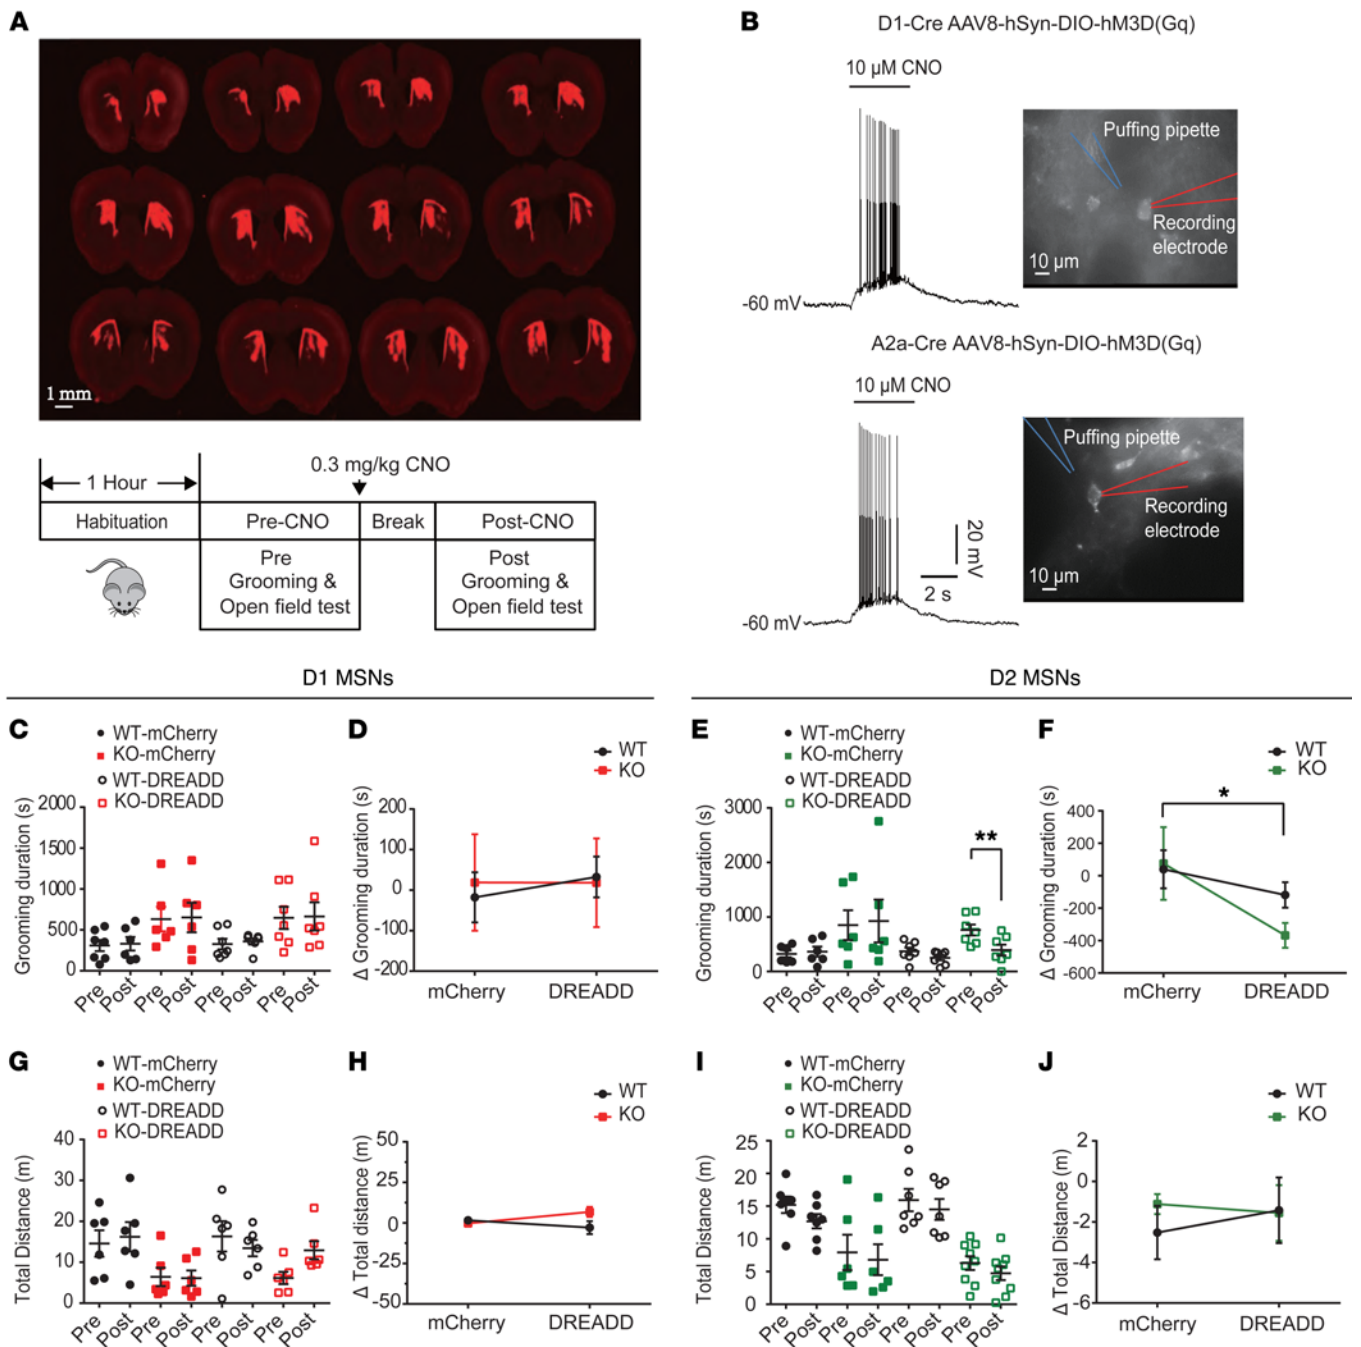 A
1 mm
1 Hour
0.3 mg/kg CNO
Habituation
Pre-CNO
Break
Post-CNO
Pre
Grooming &
Open field test
Post
Grooming &
Open field test
B
D1-Cre AAV8-hSyn-DIO-hM3D(Gq)
10 µM CNO
-60 mV
Puffing pipette
Recording
electrode
10 µm
A2a-Cre AAV8-hSyn-DIO-hM3D(Gq)
10 µM CNO
-60 mV
20 mV
2 s
Puffing pipette
Recording
electrode
10 µm
D1 MSNs
D2 MSNs
C
WT-mCherry
KO-mCherry
WT-DREADD
KO-DREADD
Grooming duration (s)
2000
1500
1000
500
0
Pre
Post
Pre
Post
Pre
Post
Pre
Post
D
WT
KO
Δ Grooming duration (s)
200
100
0
-100
-200
mCherry
DREADD
E
WT-mCherry
KO-mCherry
WT-DREADD
KO-DREADD
Grooming duration (s)
3000
2000
1000
0
**
Pre
Post
Pre
Post
Pre
Post
Pre
Post
F
WT
KO
*
Δ Grooming duration (s)
400
200
0
-200
-400
-600
mCherry
DREADD
G
WT-mCherry
KO-mCherry
WT-DREADD
KO-DREADD
Total Distance (m)
40
30
20
10
0
Pre
Post
Pre
Post
Pre
Post
Pre
Post
H
WT
KO
Δ Total distance (m)
50
25
0
-25
-50
mCherry
DREADD
I
WT-mCherry
KO-mCherry
WT-DREADD
KO-DREADD
Total Distance (m)
25
20
15
10
5
0
Pre
Post
Pre
Post
Pre
Post
Pre
Post
J
WT
KO
Δ Total Distance (m)
2
0
-2
-4
-6
mCherry
DREADD